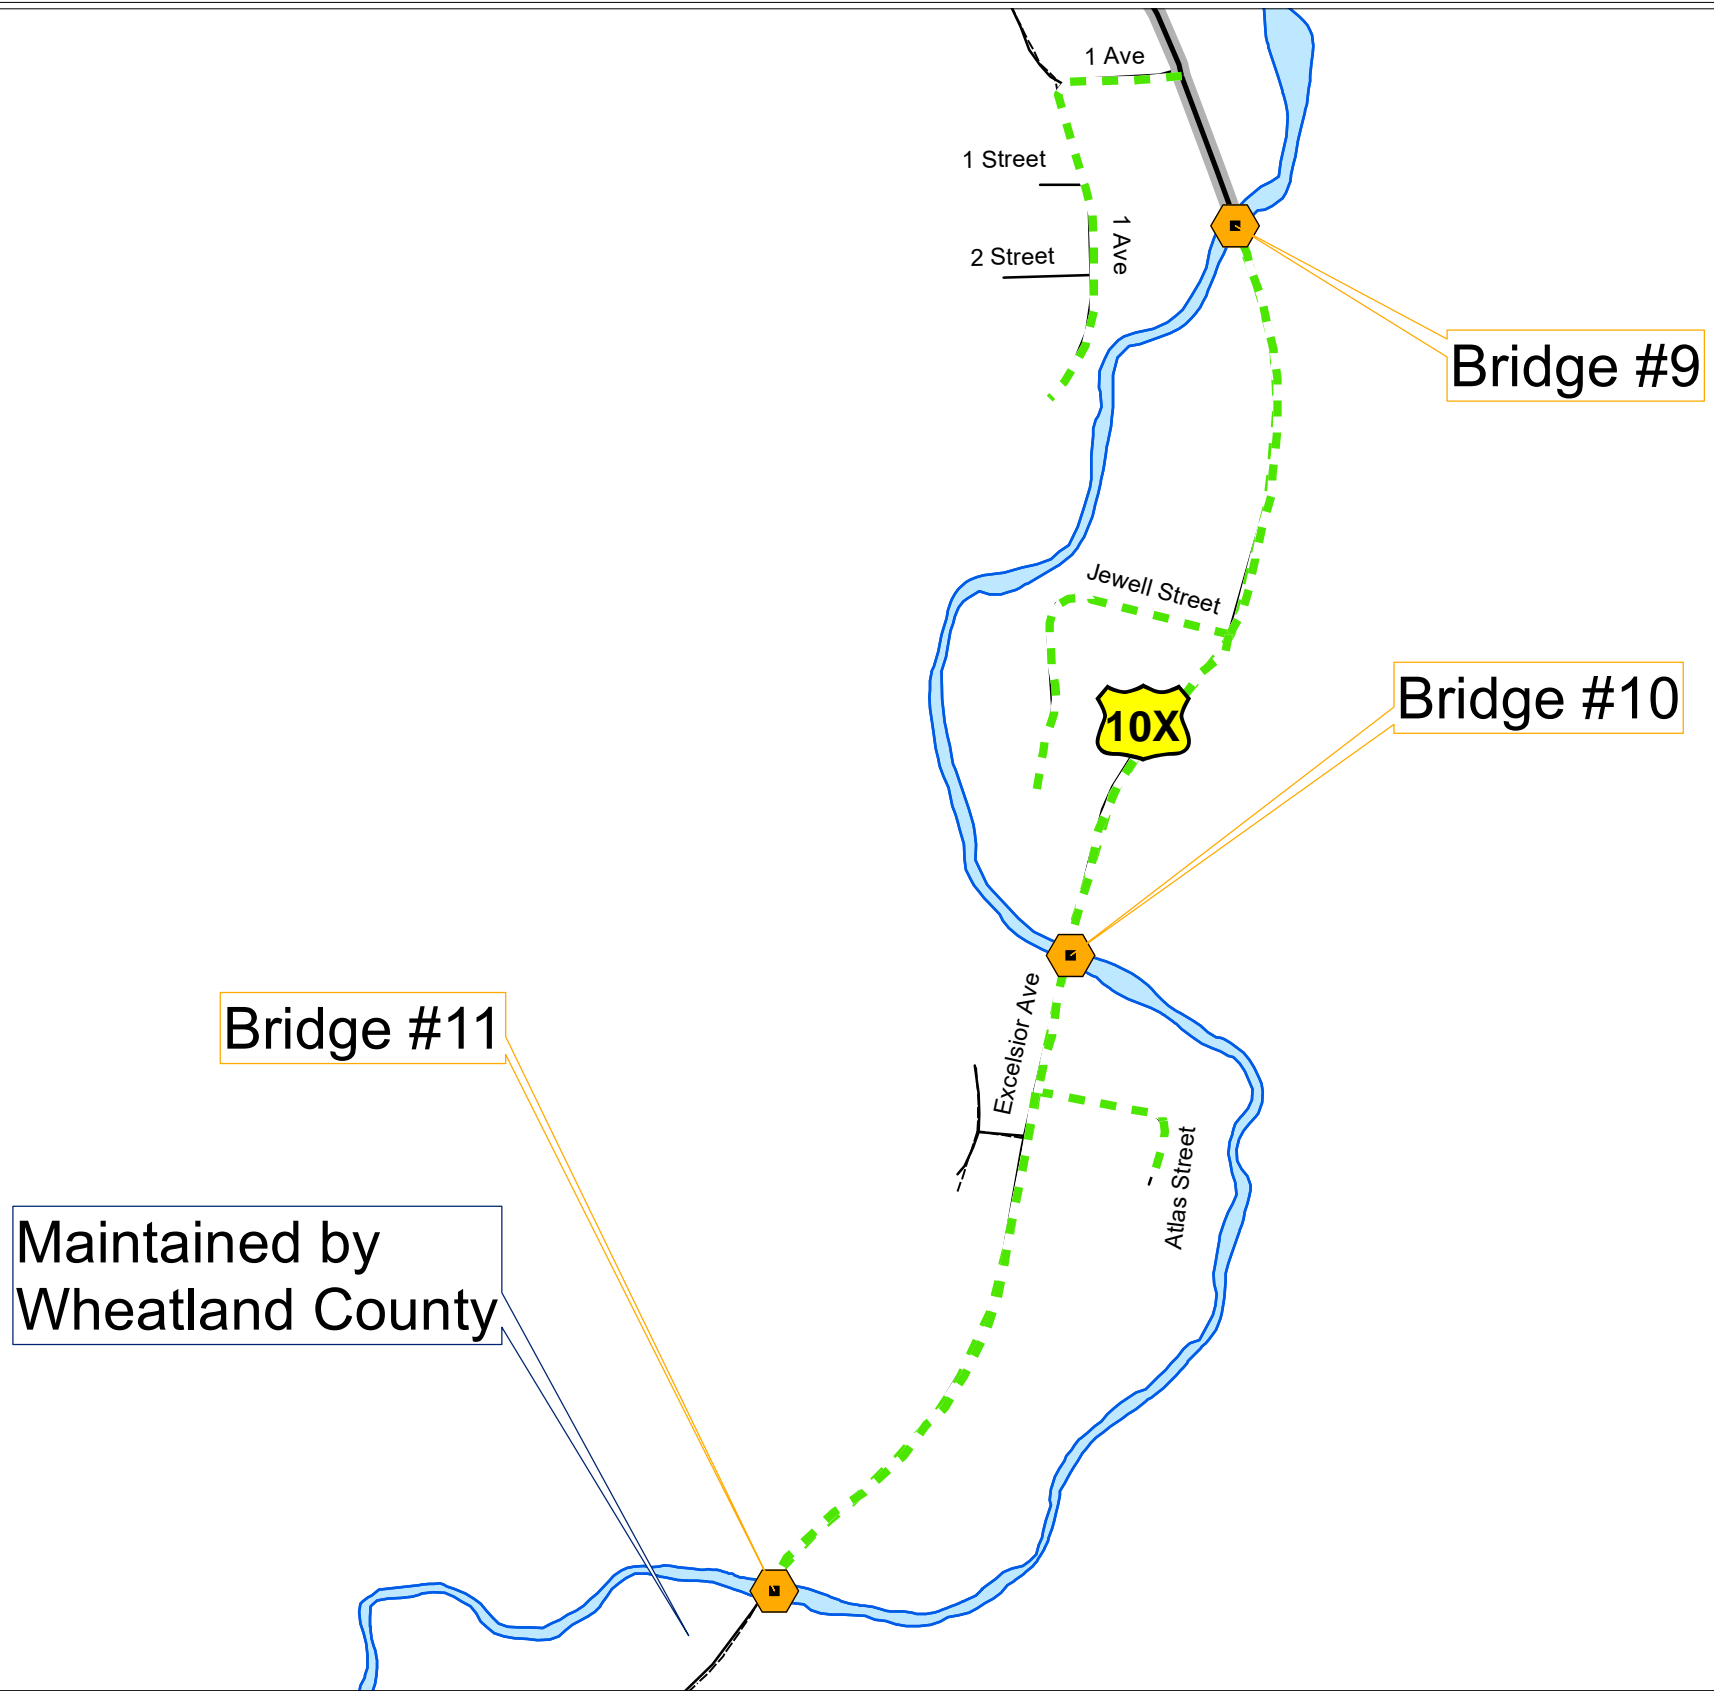 1 Ave
1 Street
1 Ave
2 Street
Bridge #9
Jewell Street
Bridge #10
10X
Excelsior Ave
Bridge #11
Atlas Street
Maintained by
Wheatland County